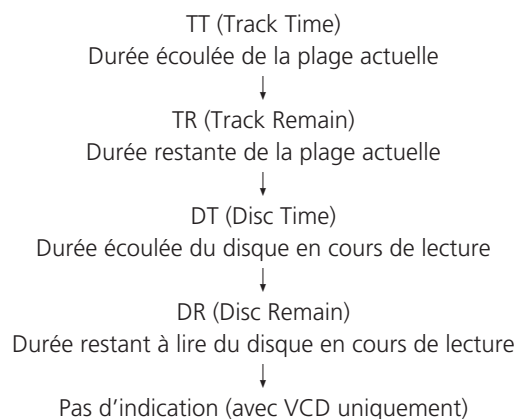 TT (Track Time)
Durée écoulée de la plage actuelle
TR (Track Remain)
Durée restante de la plage actuelle
DT (Disc Time)
Durée écoulée du disque en cours de lecture
DR (Disc Remain)
Durée restant à lire du disque en cours de lecture
Pas d’indication (avec VCD uniquement)